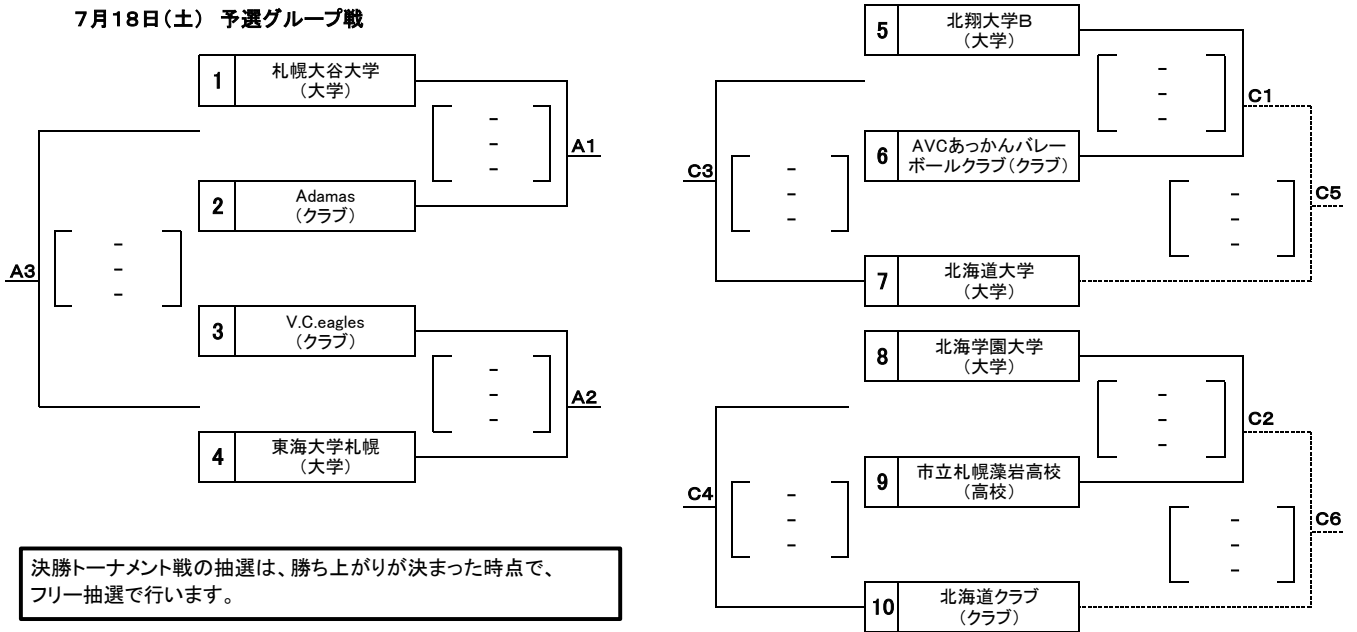 7月18日(土) 予選グループ戦
1
札幌大谷大学
(大学)
-
-
-
A1
2
Adamas
(クラブ)
-
-
-
A3
3
V.C.eagles
(クラブ)
-
-
-
A2
4
東海大学札幌
(大学)
決勝トーナメント戦の抽選は、勝ち上がりが決まった時点で、
フリー抽選で行います。
5
北翔大学B
(大学)
-
-
-
C1
6
AVCあっかんバレー
ボールクラブ(クラブ)
C3
-
-
-
-
-
-
C5
7
北海道大学
(大学)
8
北海学園大学
(大学)
-
-
-
C2
9
市立札幌藻岩高校
(高校)
C4
-
-
-
-
-
-
C6
10
北海道クラブ
(クラブ)